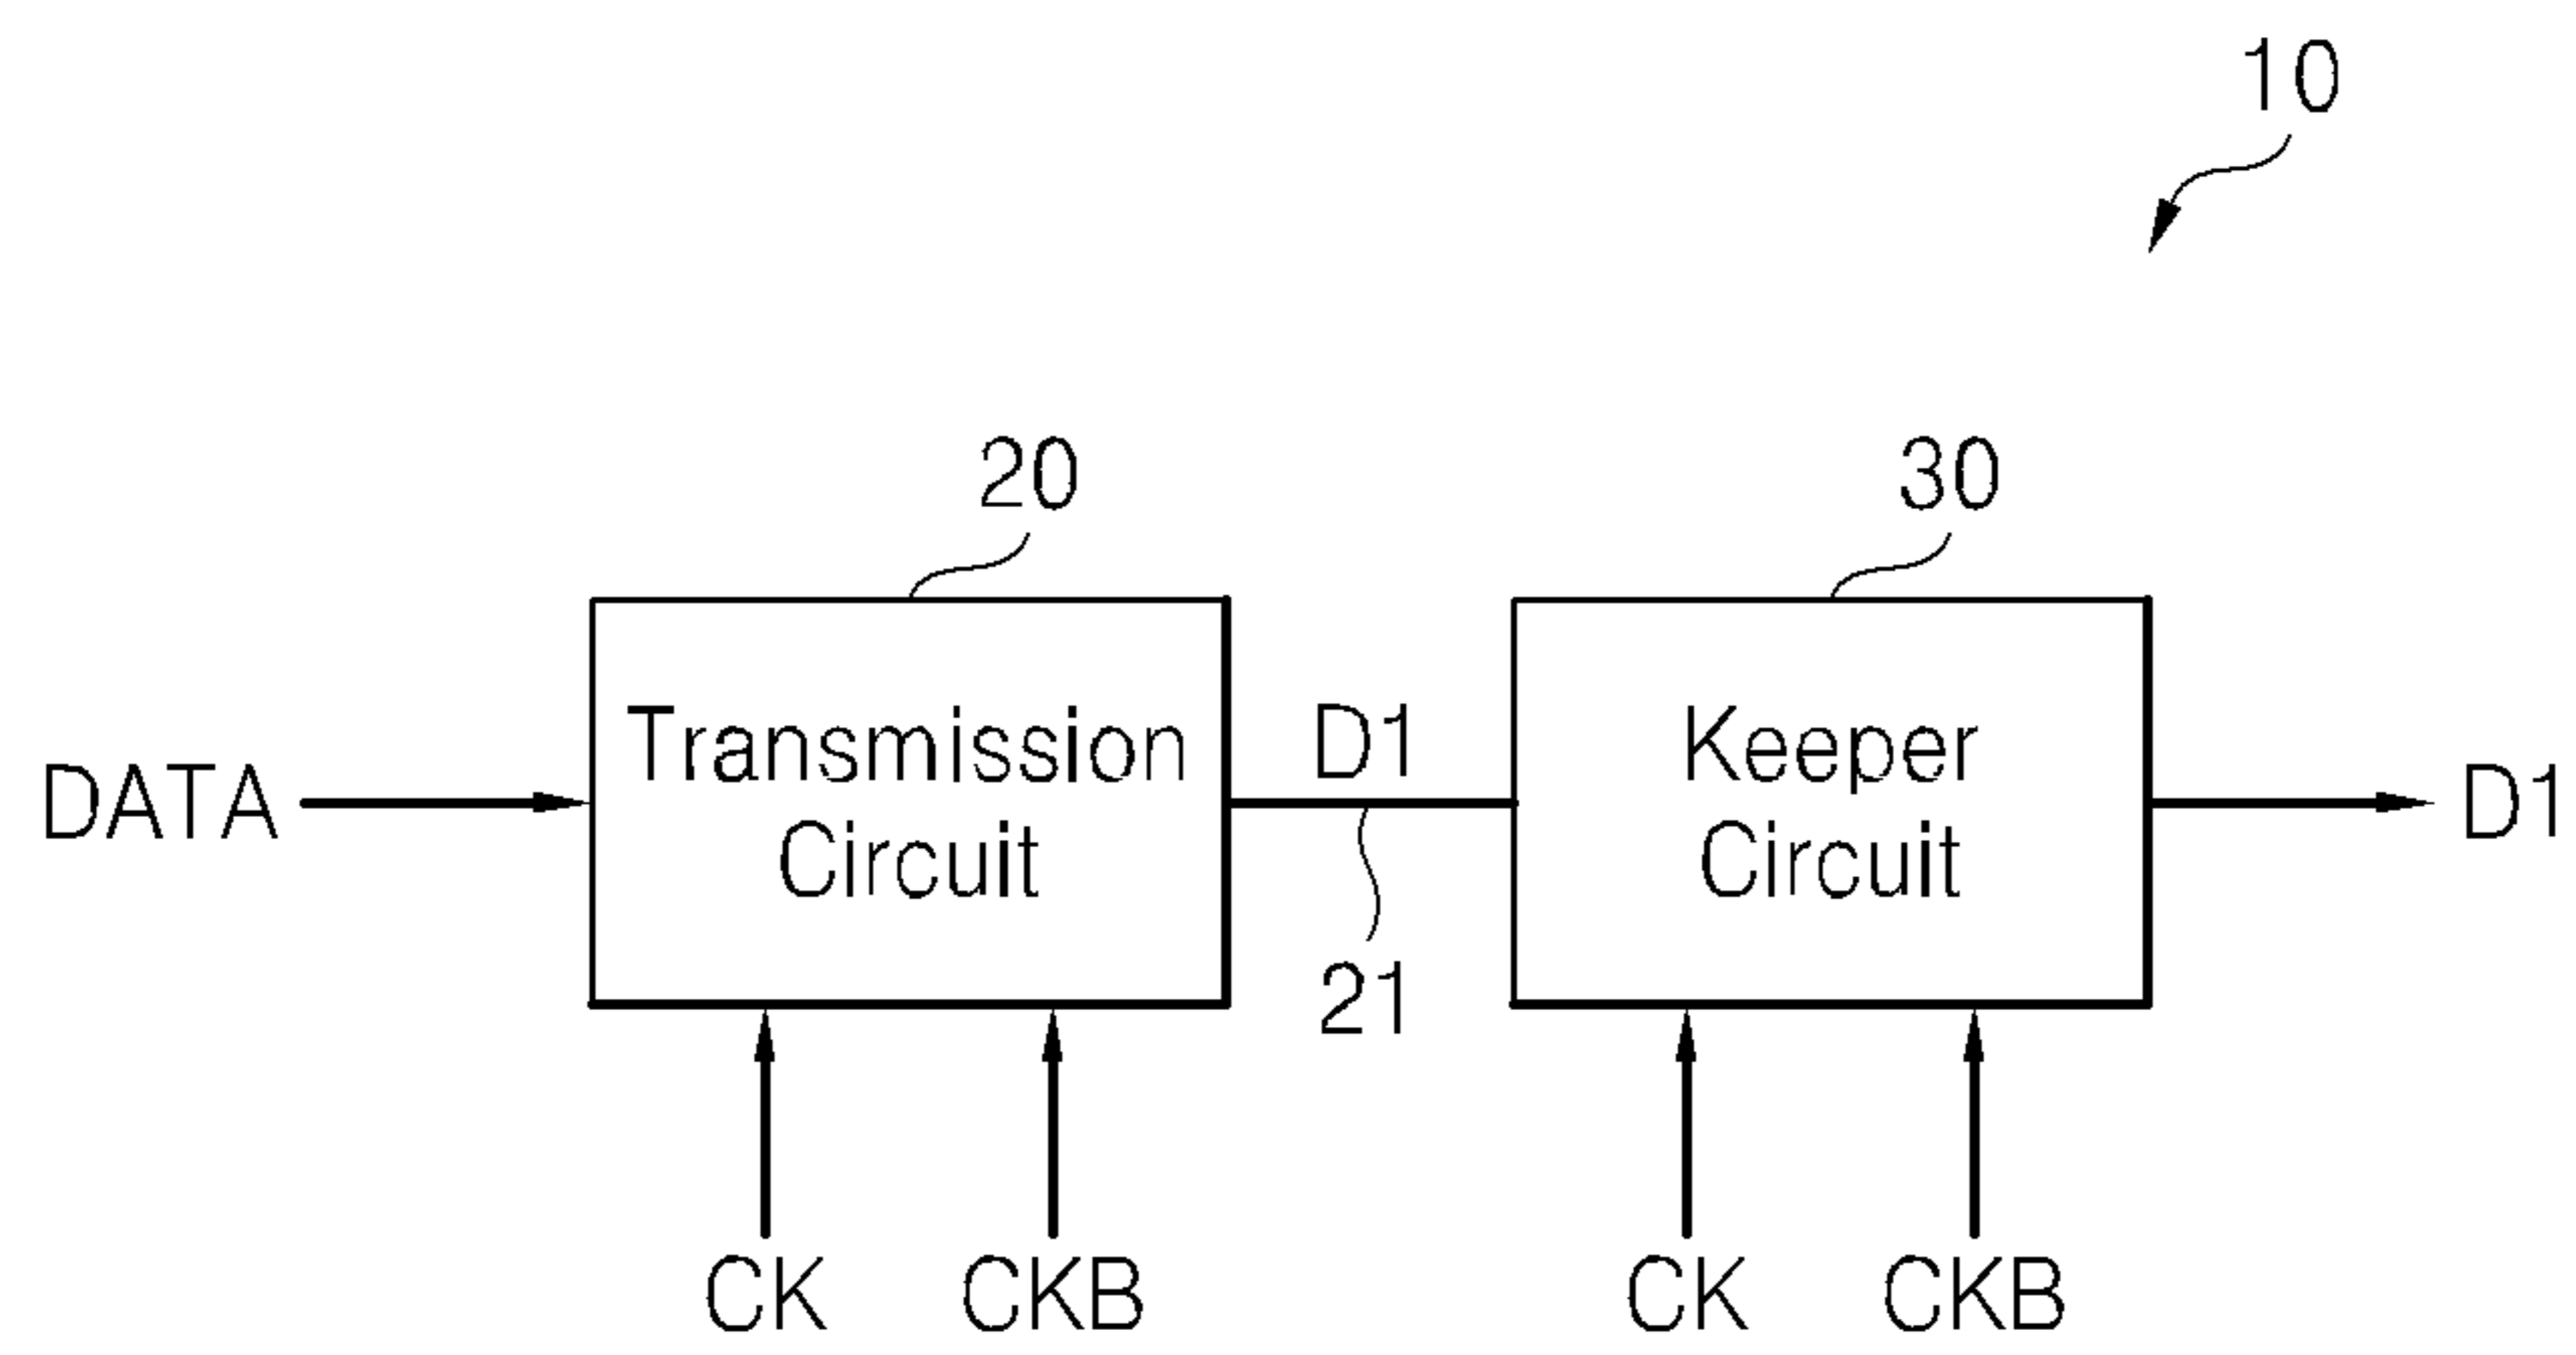 10
20
30
Transmission
Circuit
D1
Keeper
Circuit
DATA
D1
21
CK
CKB
CK
CKB